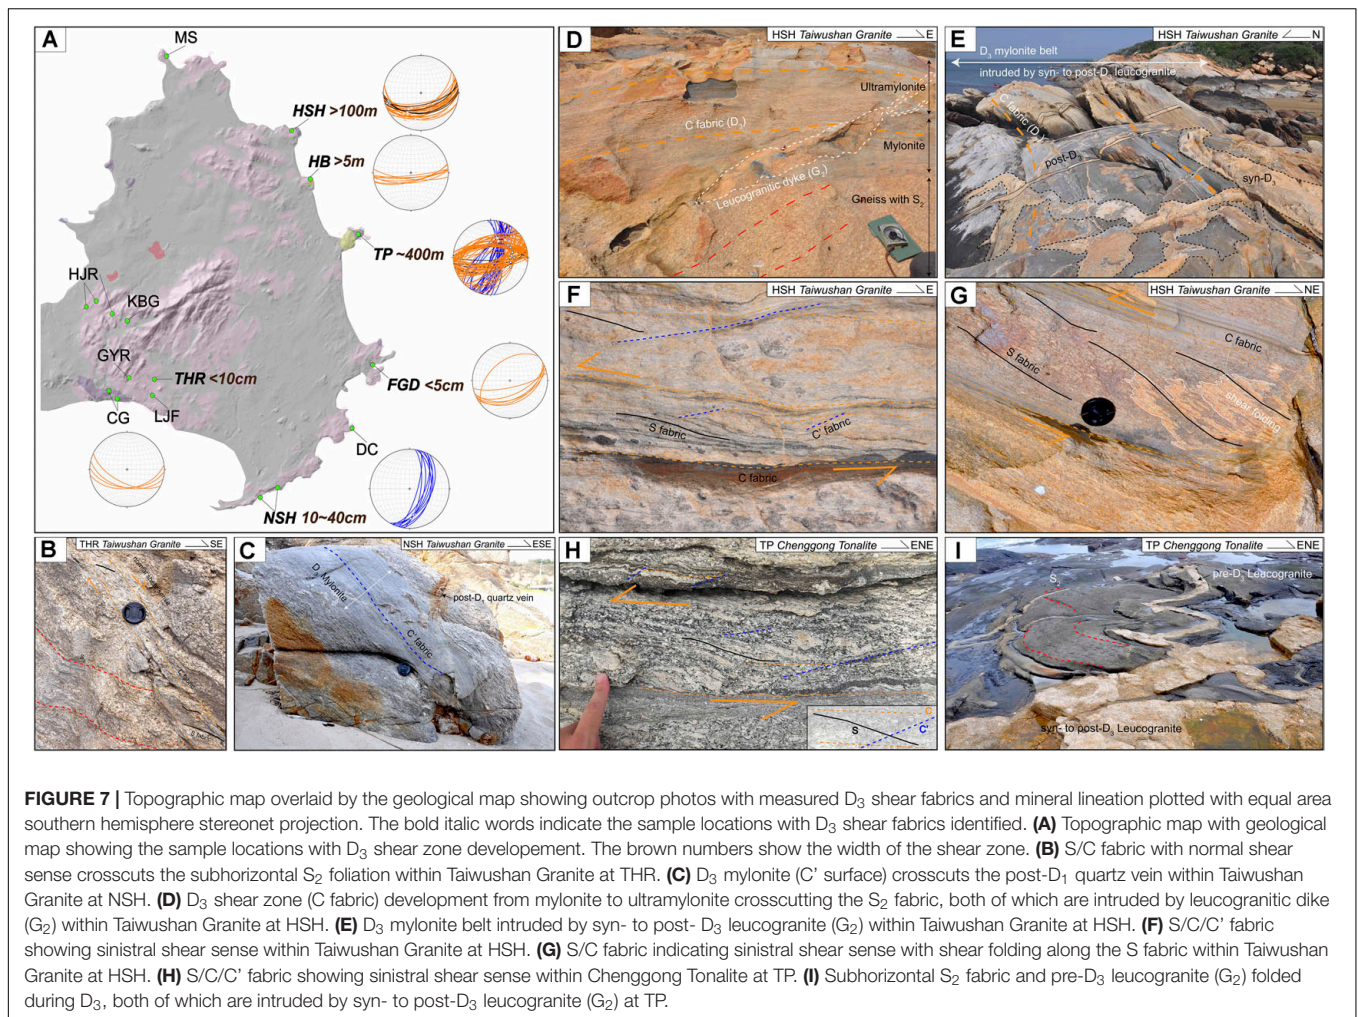 A
MS
HSH >100m
HB >5m
TP ~400m
HJR
KBG
GYR
THR <10cm
FGD <5cm
CG
LJF
DC
NSH 10~40cm
B
THR Taiwushan Granite SE
S fabric
C
NSH Taiwushan Granite ESE
D₃ Mylonite
post-D₁ quartz vein
C' fabric
D
HSH Taiwushan Granite E
Ultramylonite
C fabric (D₃)
Mylonite
Leucogranitic dyke (G₂)
Gneiss with S₂
E
HSH Taiwushan Granite N
D₃ mylonite belt
intruded by syn- to post-D₃ leucogranite
C fabric (D₃)
post-D₃
syn-D₃
F
HSH Taiwushan Granite E
S fabric
C' fabric
C fabric
G
HSH Taiwushan Granite NE
C fabric
S fabric
shear folding
H
TP Chenggong Tonalite ENE
C
S
C'
I
TP Chenggong Tonalite ENE
S₂
pre-D₃ Leucogranite
syn- to post-D₃ Leucogranite
FIGURE 7 | Topographic map overlaid by the geological map showing outcrop photos with measured D₃ shear fabrics and mineral lineation plotted with equal area
southern hemisphere stereonet projection. The bold italic words indicate the sample locations with D₃ shear fabrics identified. (A) Topographic map with geological
map showing the sample locations with D₃ shear zone developement. The brown numbers show the width of the shear zone. (B) S/C fabric with normal shear
sense crosscuts the subhorizontal S₂ foliation within Taiwushan Granite at THR. (C) D₃ mylonite (C' surface) crosscuts the post-D₁ quartz vein within Taiwushan
Granite at NSH. (D) D₃ shear zone (C fabric) development from mylonite to ultramylonite crosscutting the S₂ fabric, both of which are intruded by leucogranitic dike
(G₂) within Taiwushan Granite at HSH. (E) D₃ mylonite belt intruded by syn- to post- D₃ leucogranite (G₂) within Taiwushan Granite at HSH. (F) S/C/C' fabric
showing sinistral shear sense within Taiwushan Granite at HSH. (G) S/C fabric indicating sinistral shear sense with shear folding along the S fabric within Taiwushan
Granite at HSH. (H) S/C/C' fabric showing sinistral shear sense within Chenggong Tonalite at TP. (I) Subhorizontal S₂ fabric and pre-D₃ leucogranite (G₂) folded
during D₃, both of which are intruded by syn- to post-D₃ leucogranite (G₂) at TP.